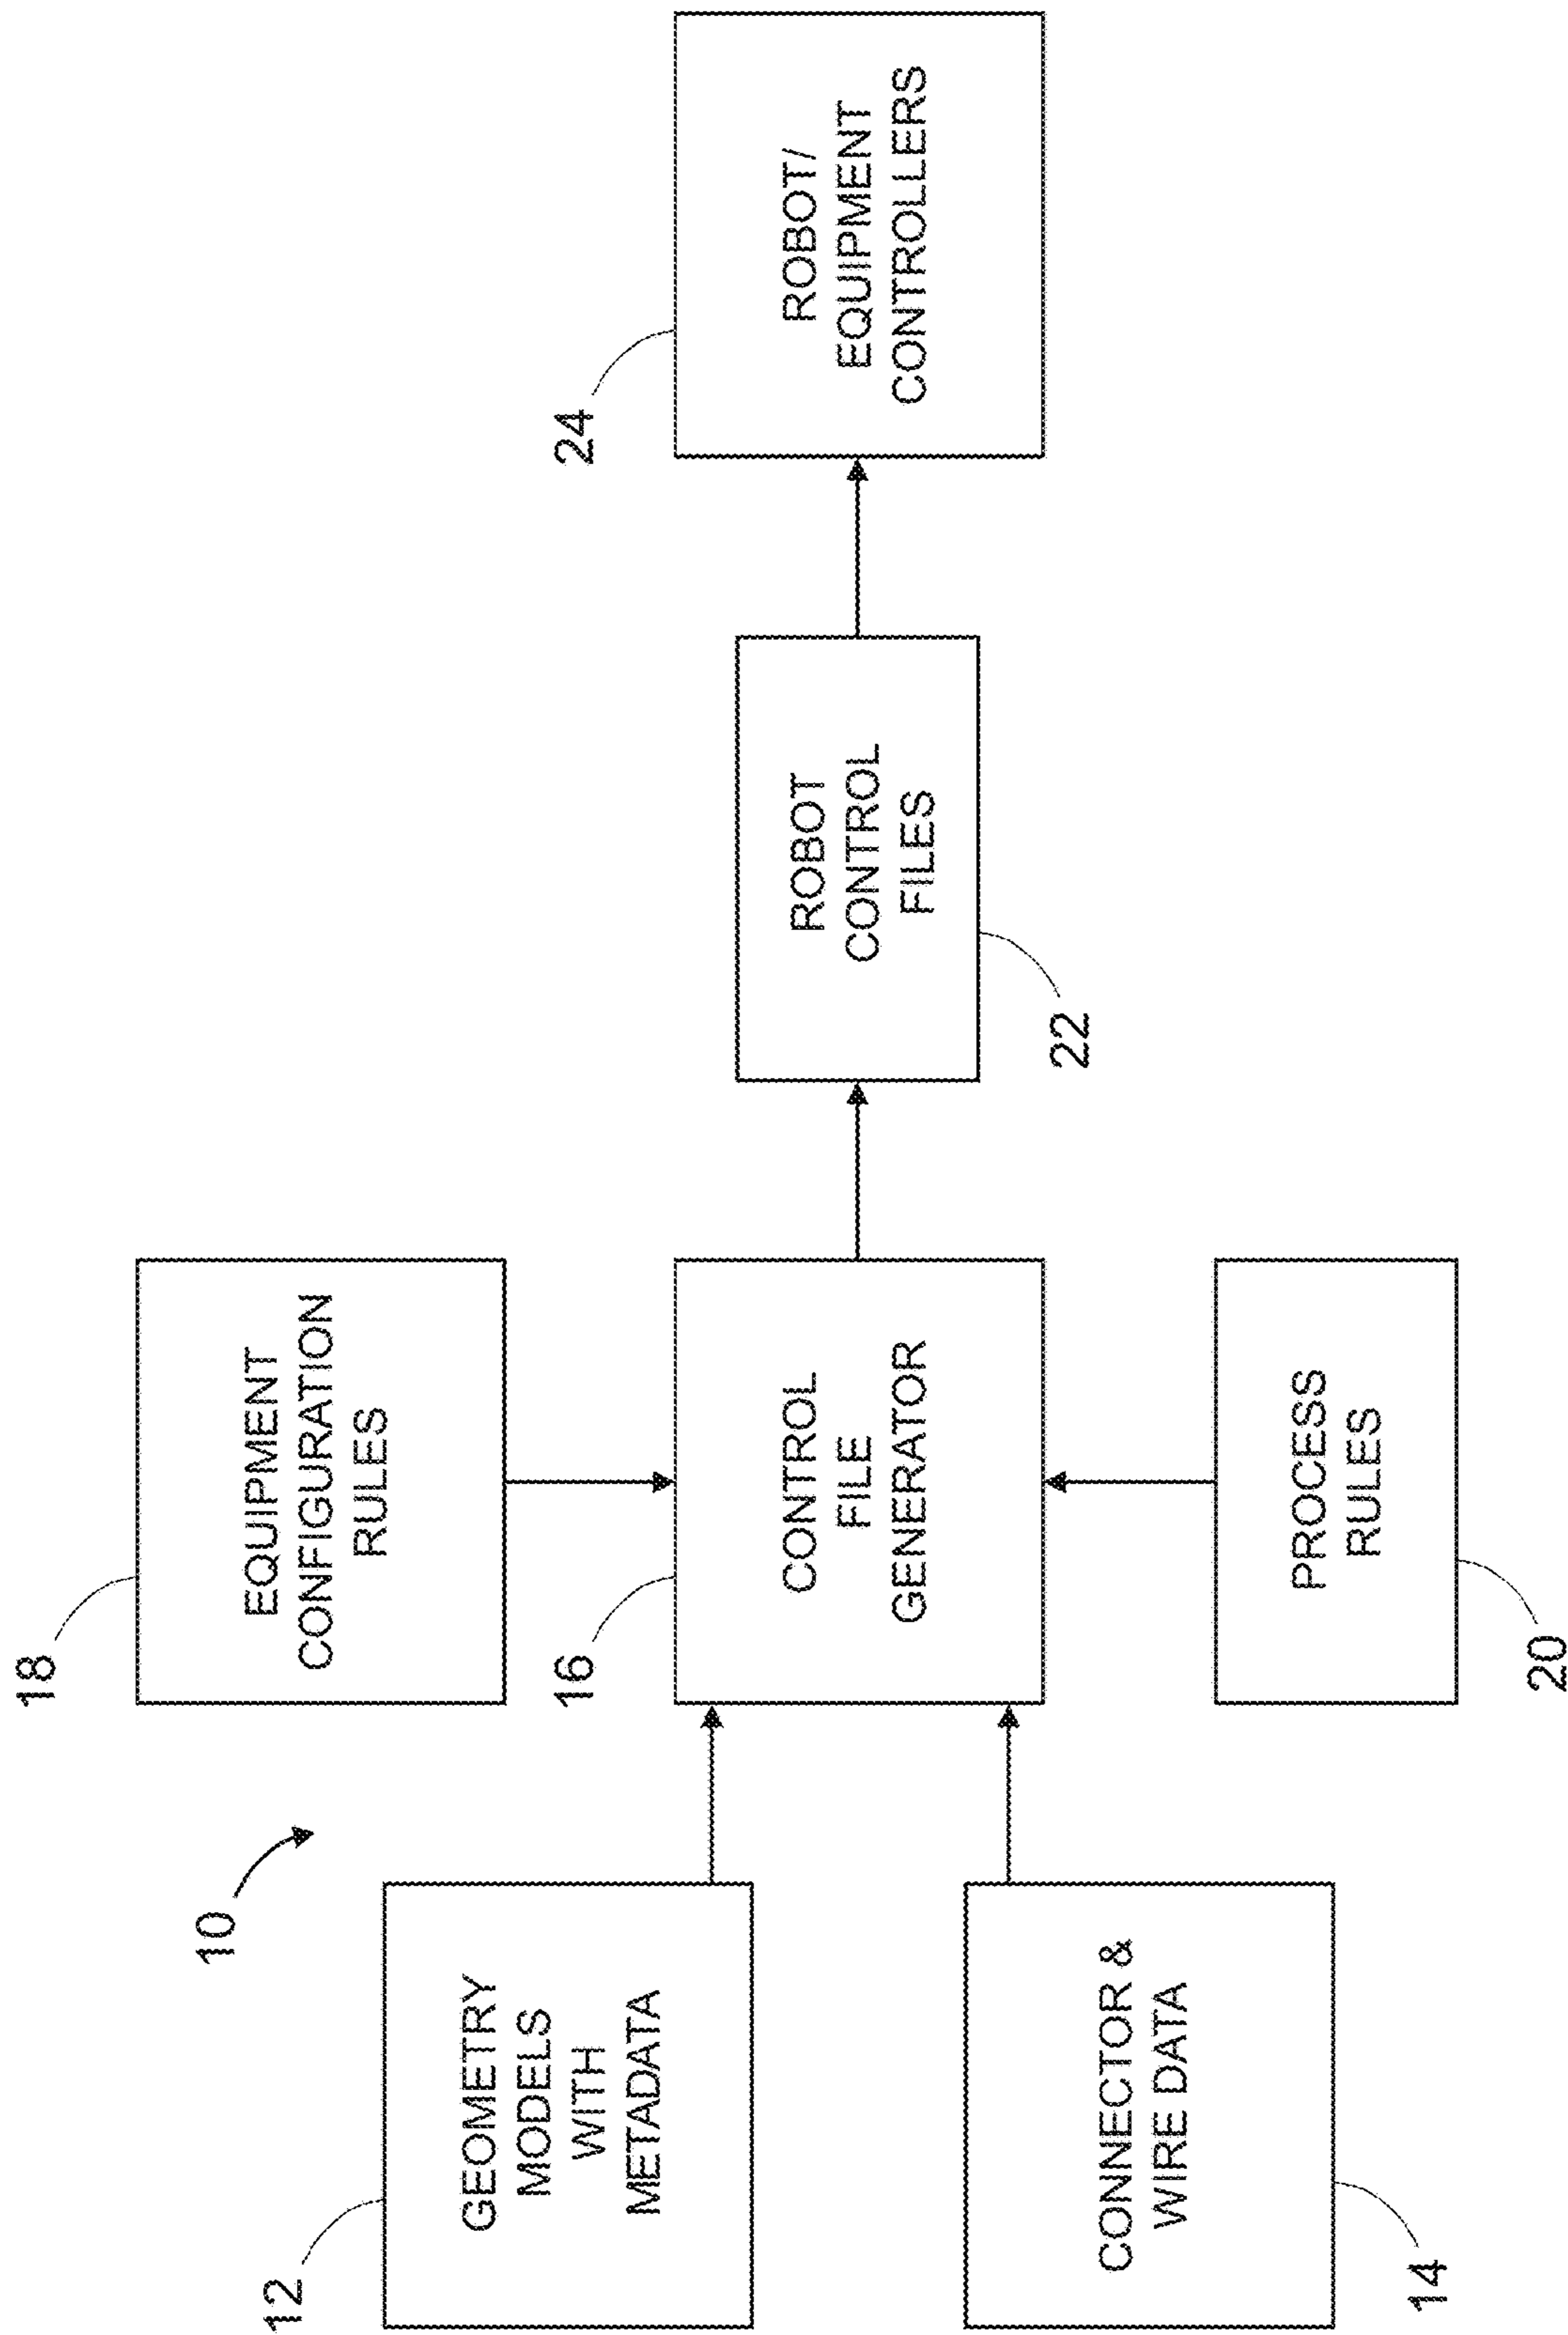 10
18
EQUIPMENT
CONFIGURATION
RULES
12
GEOMETRY
MODELS
WITH
METADATA
16
CONTROL
FILE
GENERATOR
ROBOT
CONTROL
FILES
22
24
ROBOT/
EQUIPMENT
CONTROLLERS
CONNECTOR &
WIRE DATA
14
PROCESS
RULES
20